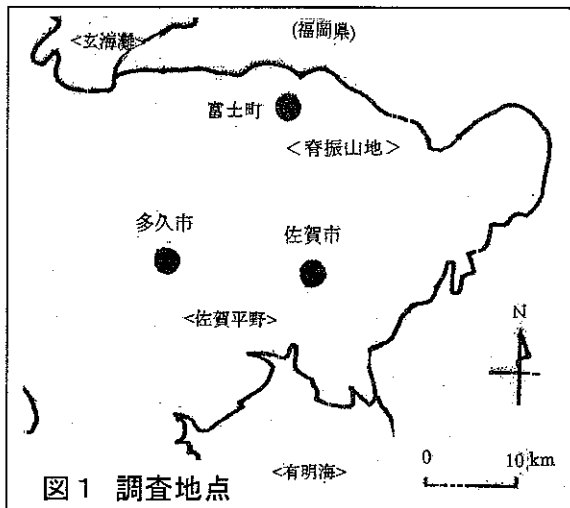 (福岡県)
<玄海灘>
富士町
<脊振山地>
多久市
佐賀市
<佐賀平野>
N
0 10 km
<有明海>
図1 調査地点